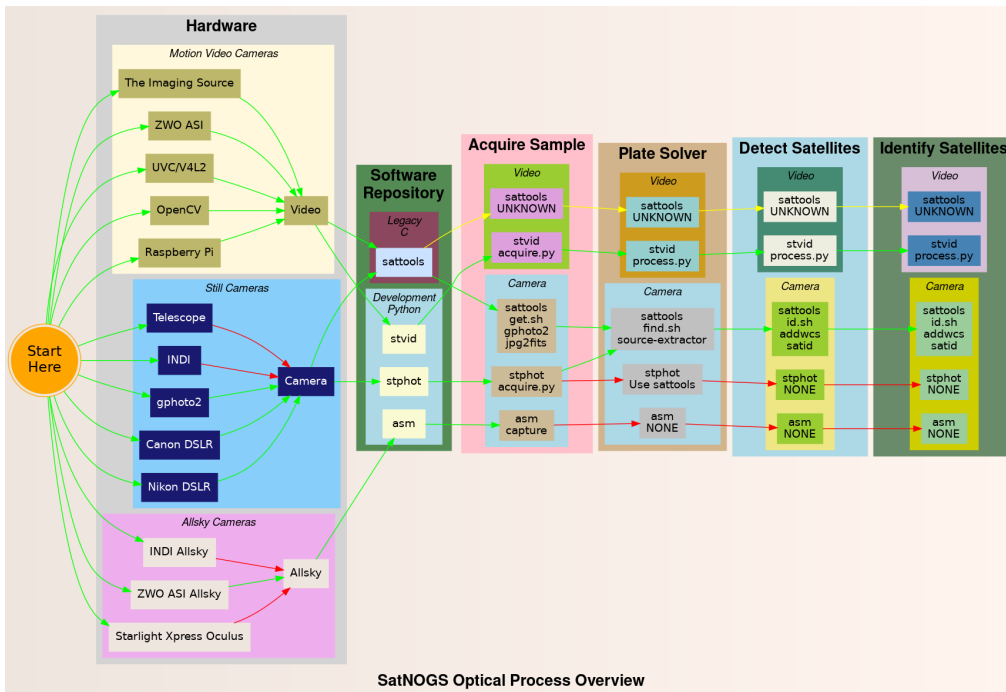 Hardware
Motion Video Cameras
The Imaging Source
ZWO ASI
UVC/V4L2
OpenCV
Raspberry Pi
Video
Still Cameras
Telescope
INDI
gphoto2
Canon DSLR
Nikon DSLR
Camera
Allsky Cameras
INDI Allsky
ZWO ASI Allsky
Starlight Xpress Oculus
Allsky
Start
Here
Software
Repository
Legacy
C
sattools
Development
Python
stvid
stphot
asm
Acquire Sample
Video
sattools
UNKNOWN
stvid
acquire.py
Camera
sattools
get.sh
gphoto2
jpg2fits
stphot
acquire.py
asm
capture
Plate Solver
Video
sattools
UNKNOWN
stvid
process.py
Camera
sattools
find.sh
source-extractor
stphot
Use sattools
asm
NONE
Detect Satellites
Video
sattools
UNKNOWN
stvid
process.py
Camera
sattools
id.sh
addwcs
satid
stphot
NONE
asm
NONE
Identify Satellites
Video
sattools
UNKNOWN
stvid
process.py
Camera
sattools
id.sh
addwcs
satid
stphot
NONE
asm
NONE
SatNOGS Optical Process Overview